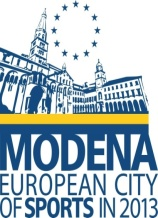 MODENA
EUROPEAN CITY
OF SPORTS IN 2013